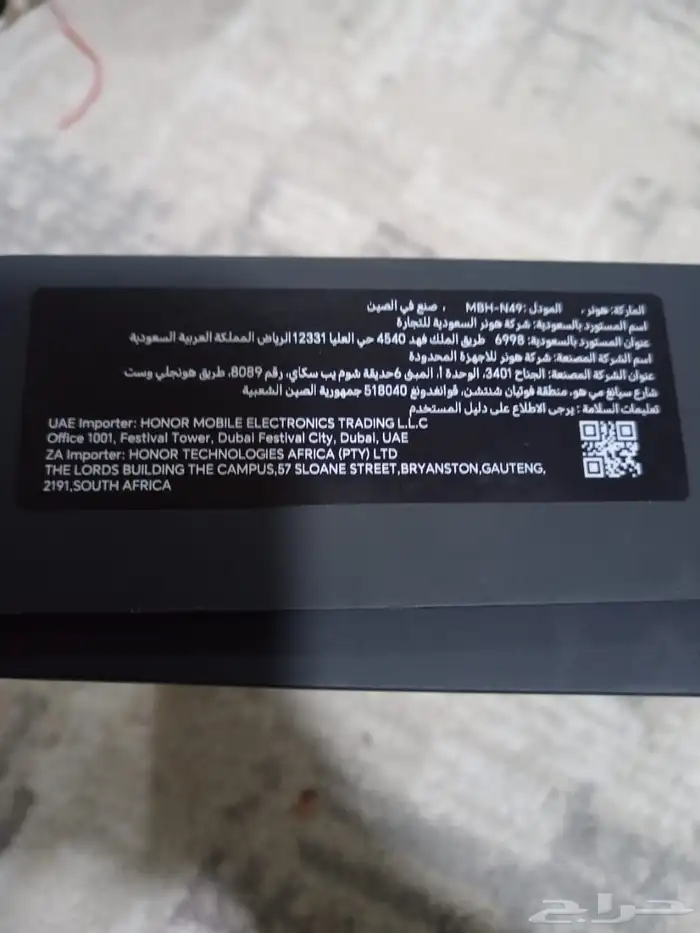 الماركة: هونر، الموديل: MBH-N49 ، صنع في الصين
اسم المستورد بالسعودية: شركة هونر السعودية للتجارة
عنوان المستورد بالسعودية: 6998 طريق الملك فهد 4540 حي العليا 12331 الرياض المملكة العربية السعودية
اسم الشركة المصنعة: شركة هونر للاجهزة المحدودة
عنوان الشركة المصنعة: الجناح 3401، الوحدة أ، المبنى 6 حديقة شوم يب سكاي، رقم 8089، طريق هونجلي وست
شارع سيانغ مي هو، منطقة فوتيان شنتشن، قوانغدونغ 518040 جمهورية الصين الشعبية
تعليمات السلامة : يرجى الاطلاع على دليل المستخدم
UAE Importer: HONOR MOBILE ELECTRONICS TRADING L.L.C
Office 1001, Festival Tower, Dubai Festival City, Dubai, UAE
ZA Importer: HONOR TECHNOLOGIES AFRICA (PTY) LTD
THE LORDS BUILDING THE CAMPUS,57 SLOANE STREET,BRYANSTON,GAUTENG,
2191,SOUTH AFRICA
حراج